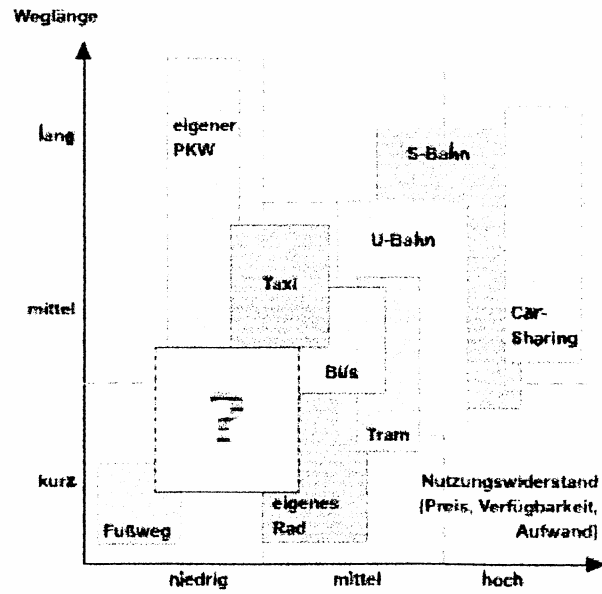 Weglänge
lang
eigener
PKW
S-Bahn
U-Bahn
Taxi
mittel
Car-
Sharing
Bus
?
Tram
kurz
Nutzungswiderstand
(Preis, Verfügbarkeit,
Aufwand)
eigenes
Rad
Fußweg
niedrig
mittel
hoch